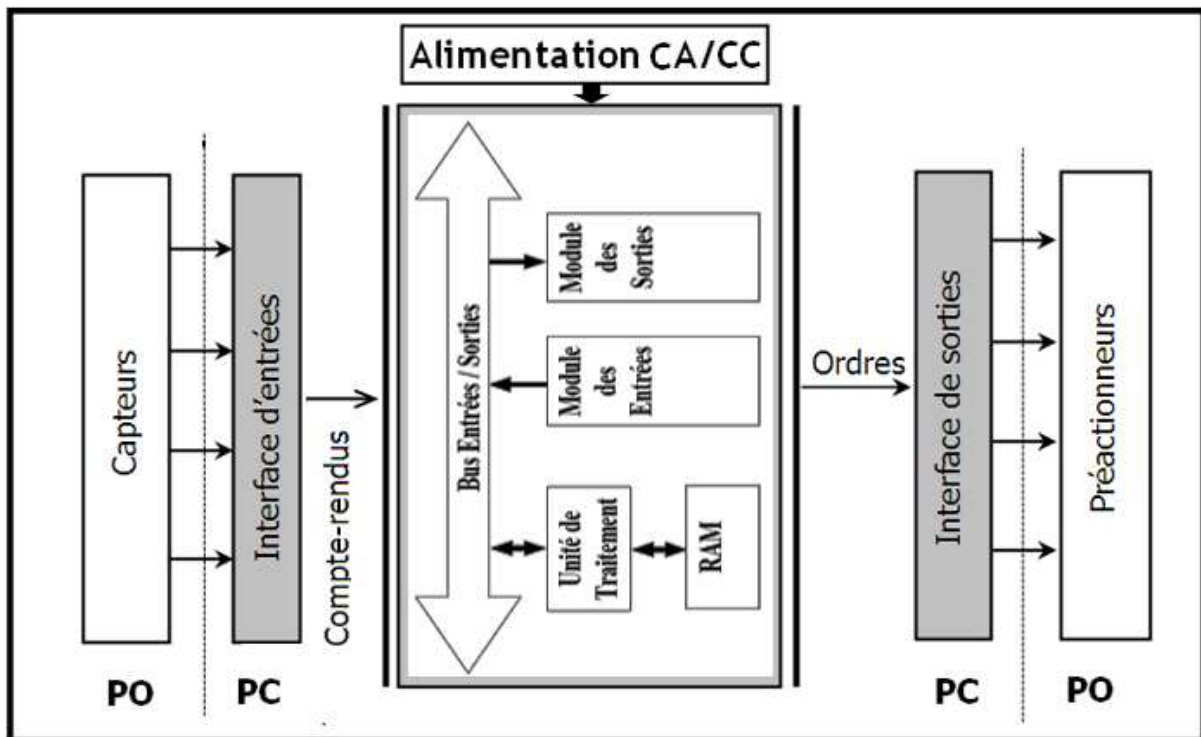 Alimentation CA/CC
Capteurs
Interface d'entrées
Compte-rendus
Bus Entrées / Sorties
Module
des
Sorties
Module
des
Entrées
Unité de
Traitement
RAM
Ordres
Interface de sorties
Préactionneurs
PO
PC
PC
PO